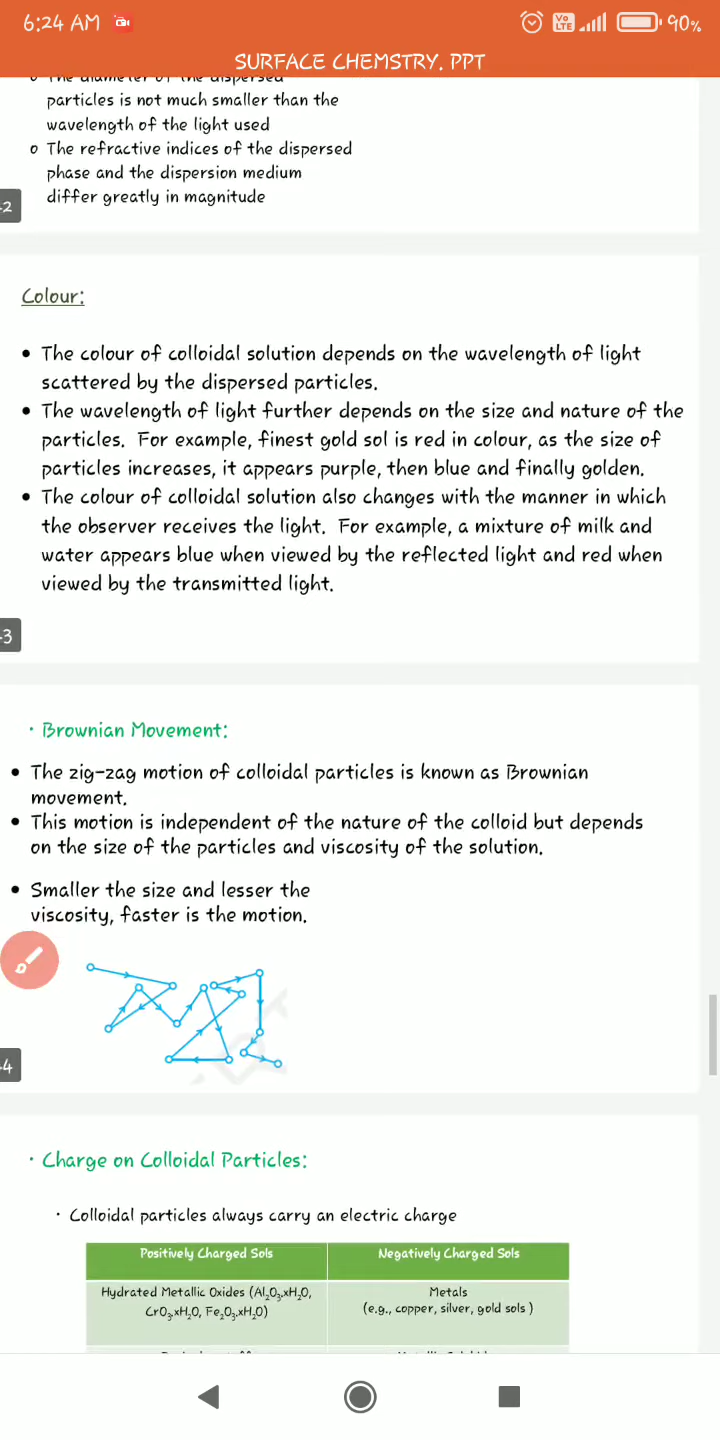 6:24 AM
Vo
LTE
90%
SURFACE CHEMSTRY. PPT
o The diameter of the dispersed
particles is not much smaller than the
wavelength of the light used
o The refractive indices of the dispersed
phase and the dispersion medium
differ greatly in magnitude
Colour:
• The colour of colloidal solution depends on the wavelength of light
scattered by the dispersed particles.
• The wavelength of light further depends on the size and nature of the
particles. For example, finest gold sol is red in colour, as the size of
particles increases, it appears purple, then blue and finally golden.
• The colour of colloidal solution also changes with the manner in which
the observer receives the light. For example, a mixture of milk and
water appears blue when viewed by the reflected light and red when
viewed by the transmitted light.
· Brownian Movement:
• The zig-zag motion of colloidal particles is known as Brownian
movement.
• This motion is independent of the nature of the colloid but depends
on the size of the particles and viscosity of the solution.
• Smaller the size and lesser the
viscosity, faster is the motion.
· Charge on Colloidal Particles:
· Colloidal particles always carry an electric charge
Positively Charged Sols
Negatively Charged Sols
Hydrated Metallic Oxides (Al₂O₃.xH₂O,
CrO₃.xH₂O, Fe₂O₃.xH₂O)
Metals
(e.g., copper, silver, gold sols )